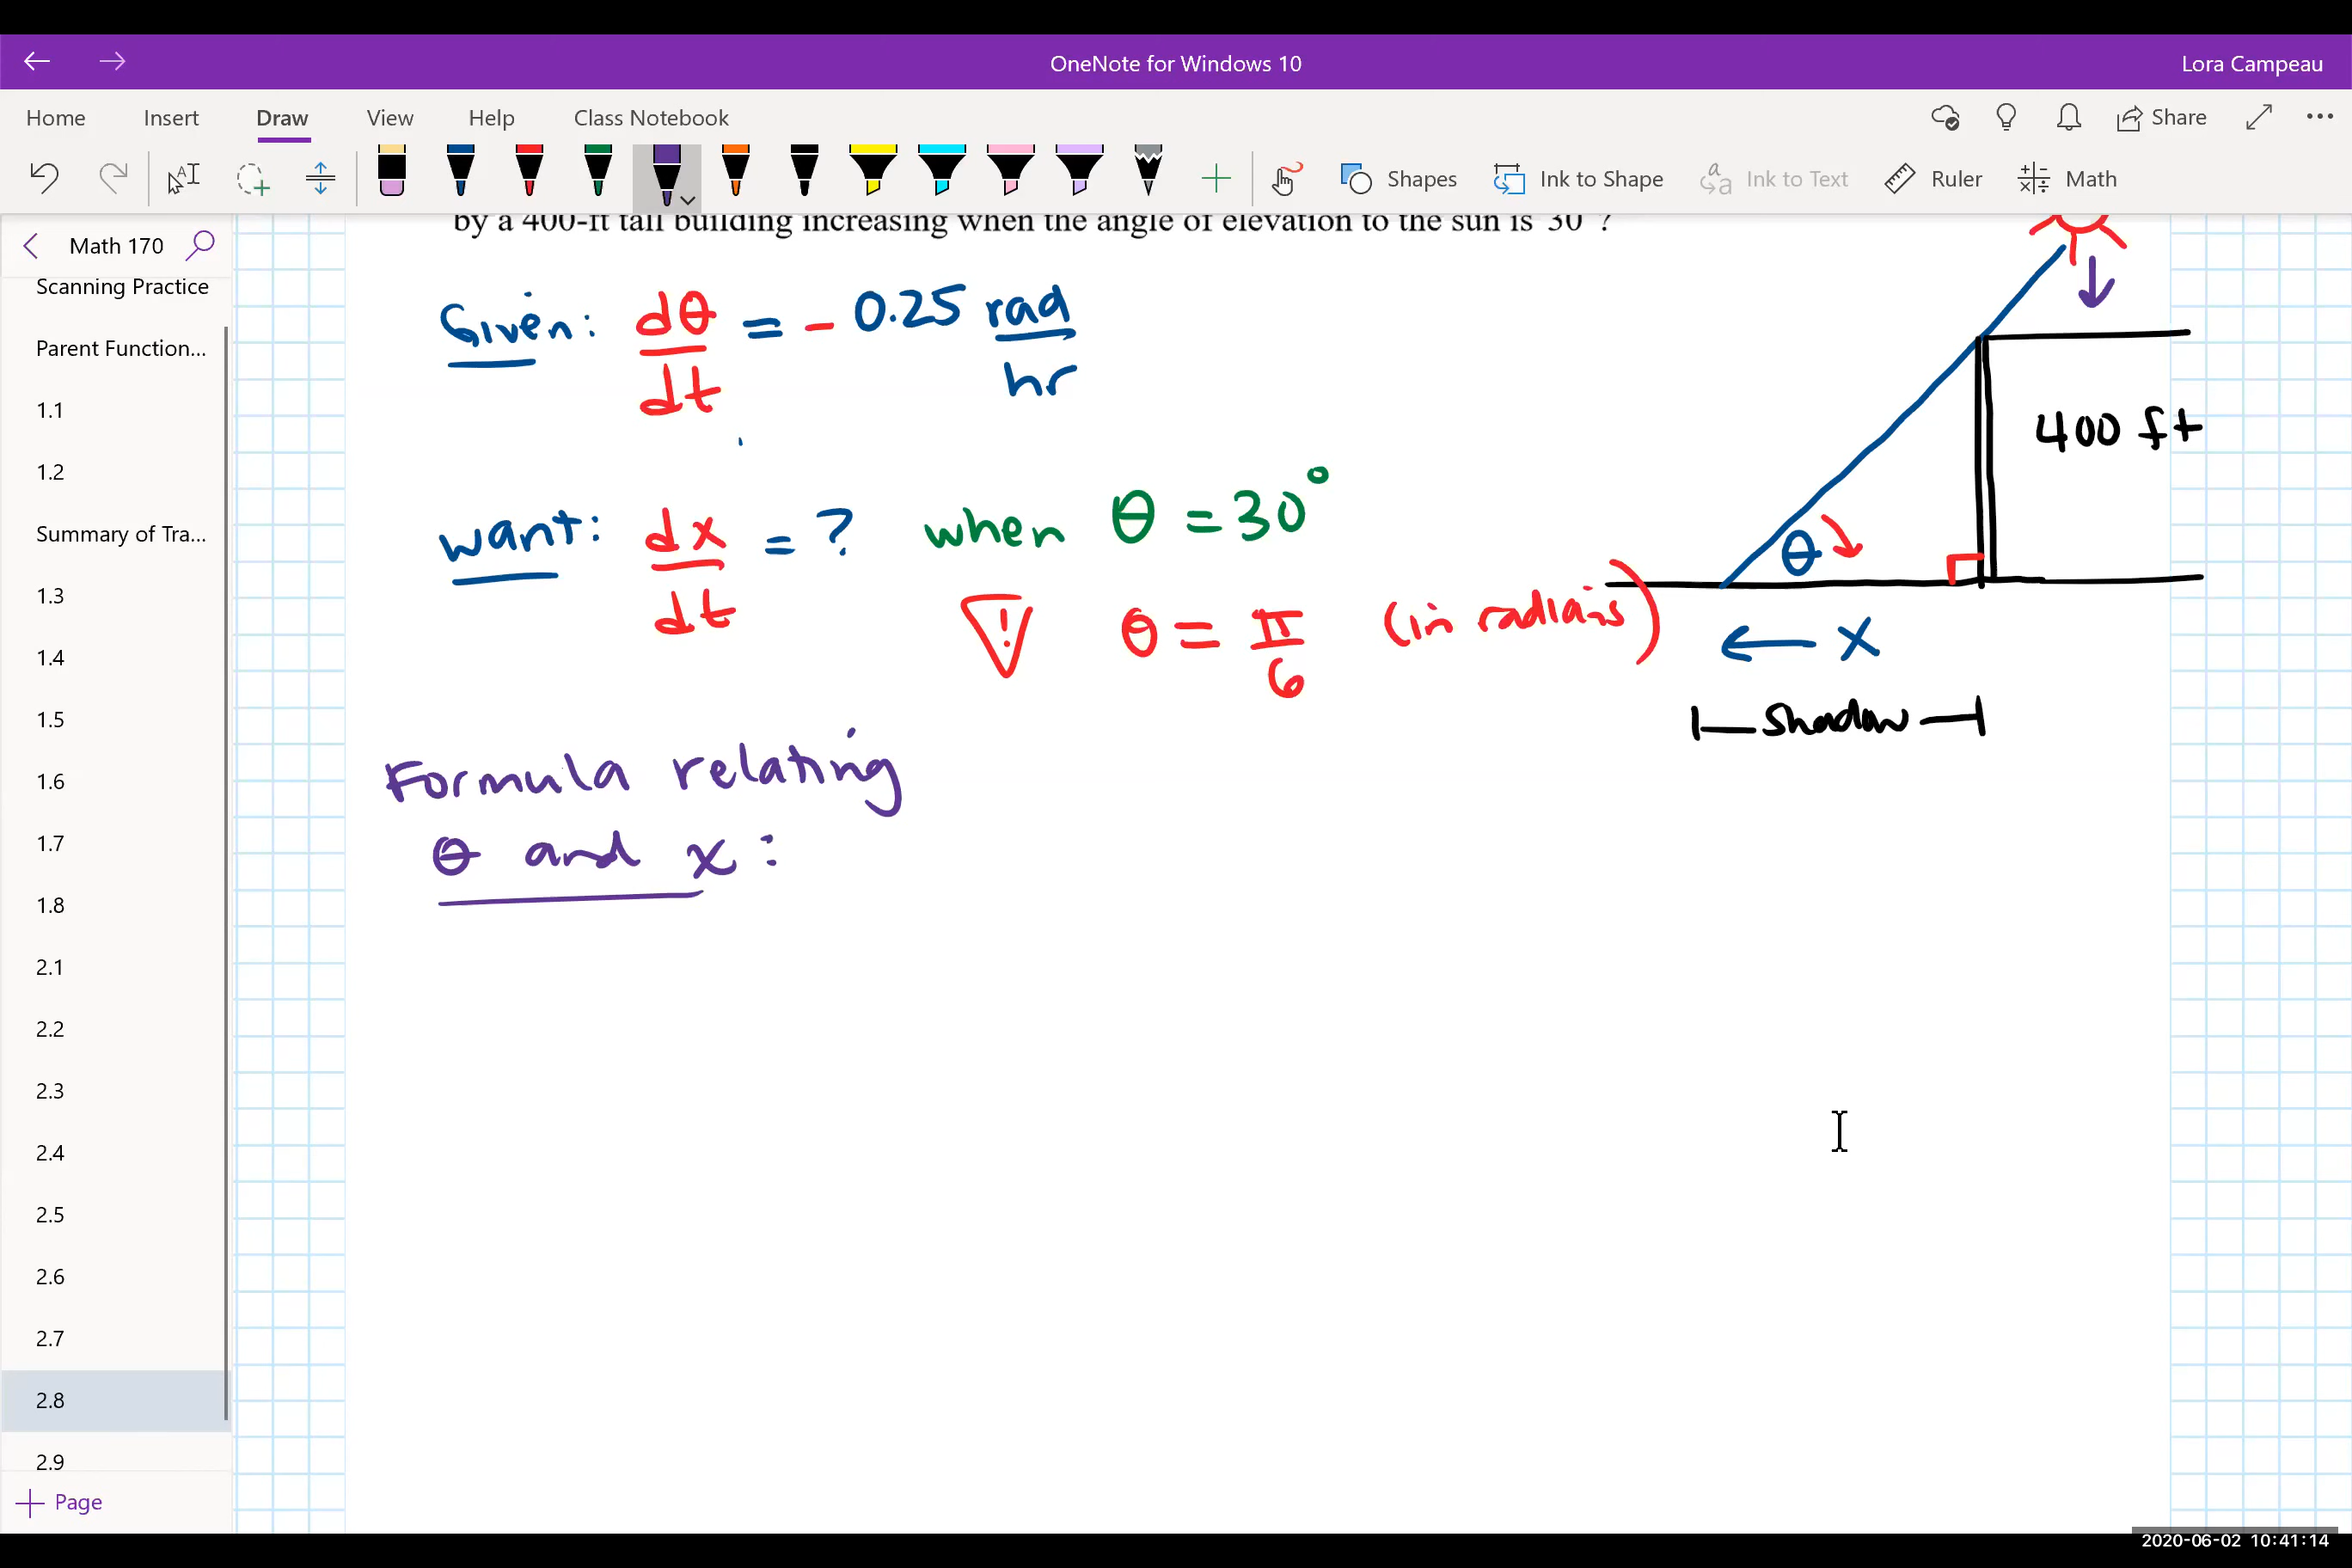 OneNote for Windows 10
Lora Campeau
Home Insert Draw View Help Class Notebook Share
Shapes Ink to Shape Ink to Text Ruler Math
Math 170
Scanning Practice
Parent Function...
1.1
1.2
Summary of Tra...
1.3
1.4
1.5
1.6
1.7
1.8
2.1
2.2
2.3
2.4
2.5
2.6
2.7
2.8
2.9
+ Page
by a 400-ft tall building increasing when the angle of elevation to the sun is 30°?
Given: dθ/dt = - 0.25 rad/hr
want: dx/dt = ? when θ = 30°
! θ = π/6 (in radians)
Formula relating
θ and x:
400 ft
θ
← x
Shadow
2020-06-02 10:41:14